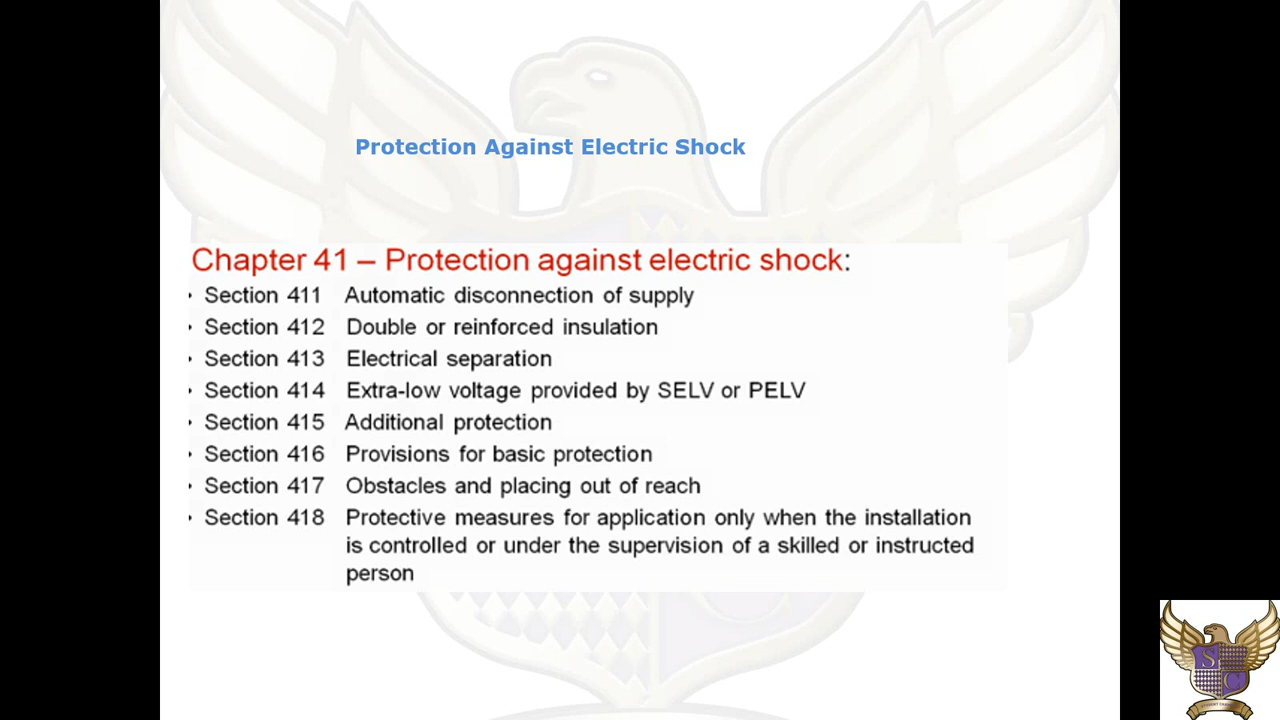 Protection Against Electric Shock
Chapter 41 – Protection against electric shock:
• Section 411 Automatic disconnection of supply
• Section 412 Double or reinforced insulation
• Section 413 Electrical separation
• Section 414 Extra-low voltage provided by SELV or PELV
• Section 415 Additional protection
• Section 416 Provisions for basic protection
• Section 417 Obstacles and placing out of reach
• Section 418 Protective measures for application only when the installation
is controlled or under the supervision of a skilled or instructed
person
S
C